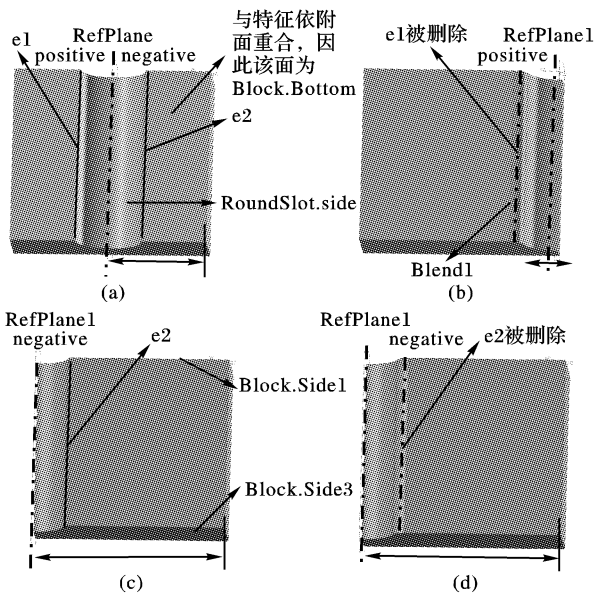 e1
RefPlane
positive
negative
与特征依附
面重合，因
此该面为
Block.Bottom
e2
RoundSlot.side
(a)
e1被删除
RefPlane1
positive
Blend1
(b)
RefPlane1
negative
e2
Block.Side1
Block.Side3
(c)
RefPlane1
negative
e2被删除
(d)